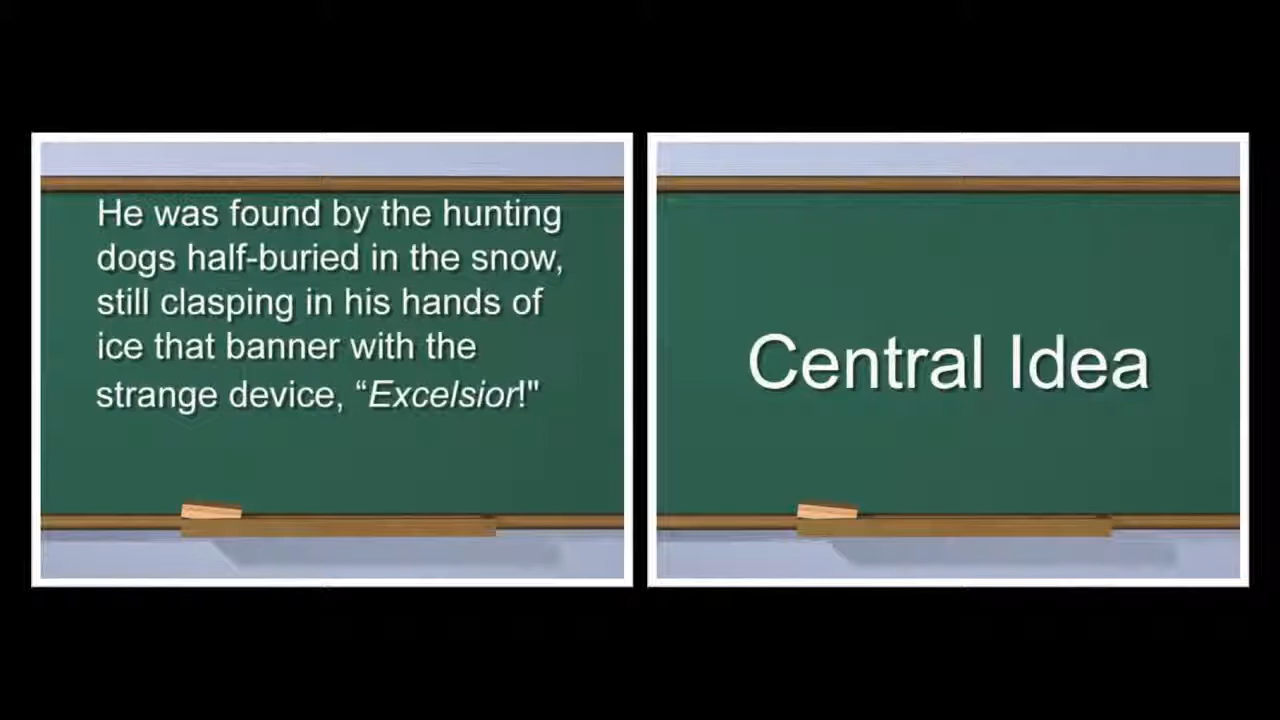 He was found by the hunting
dogs half-buried in the snow,
still clasping in his hands of
ice that banner with the
strange device, “Excelsior!"
Central Idea